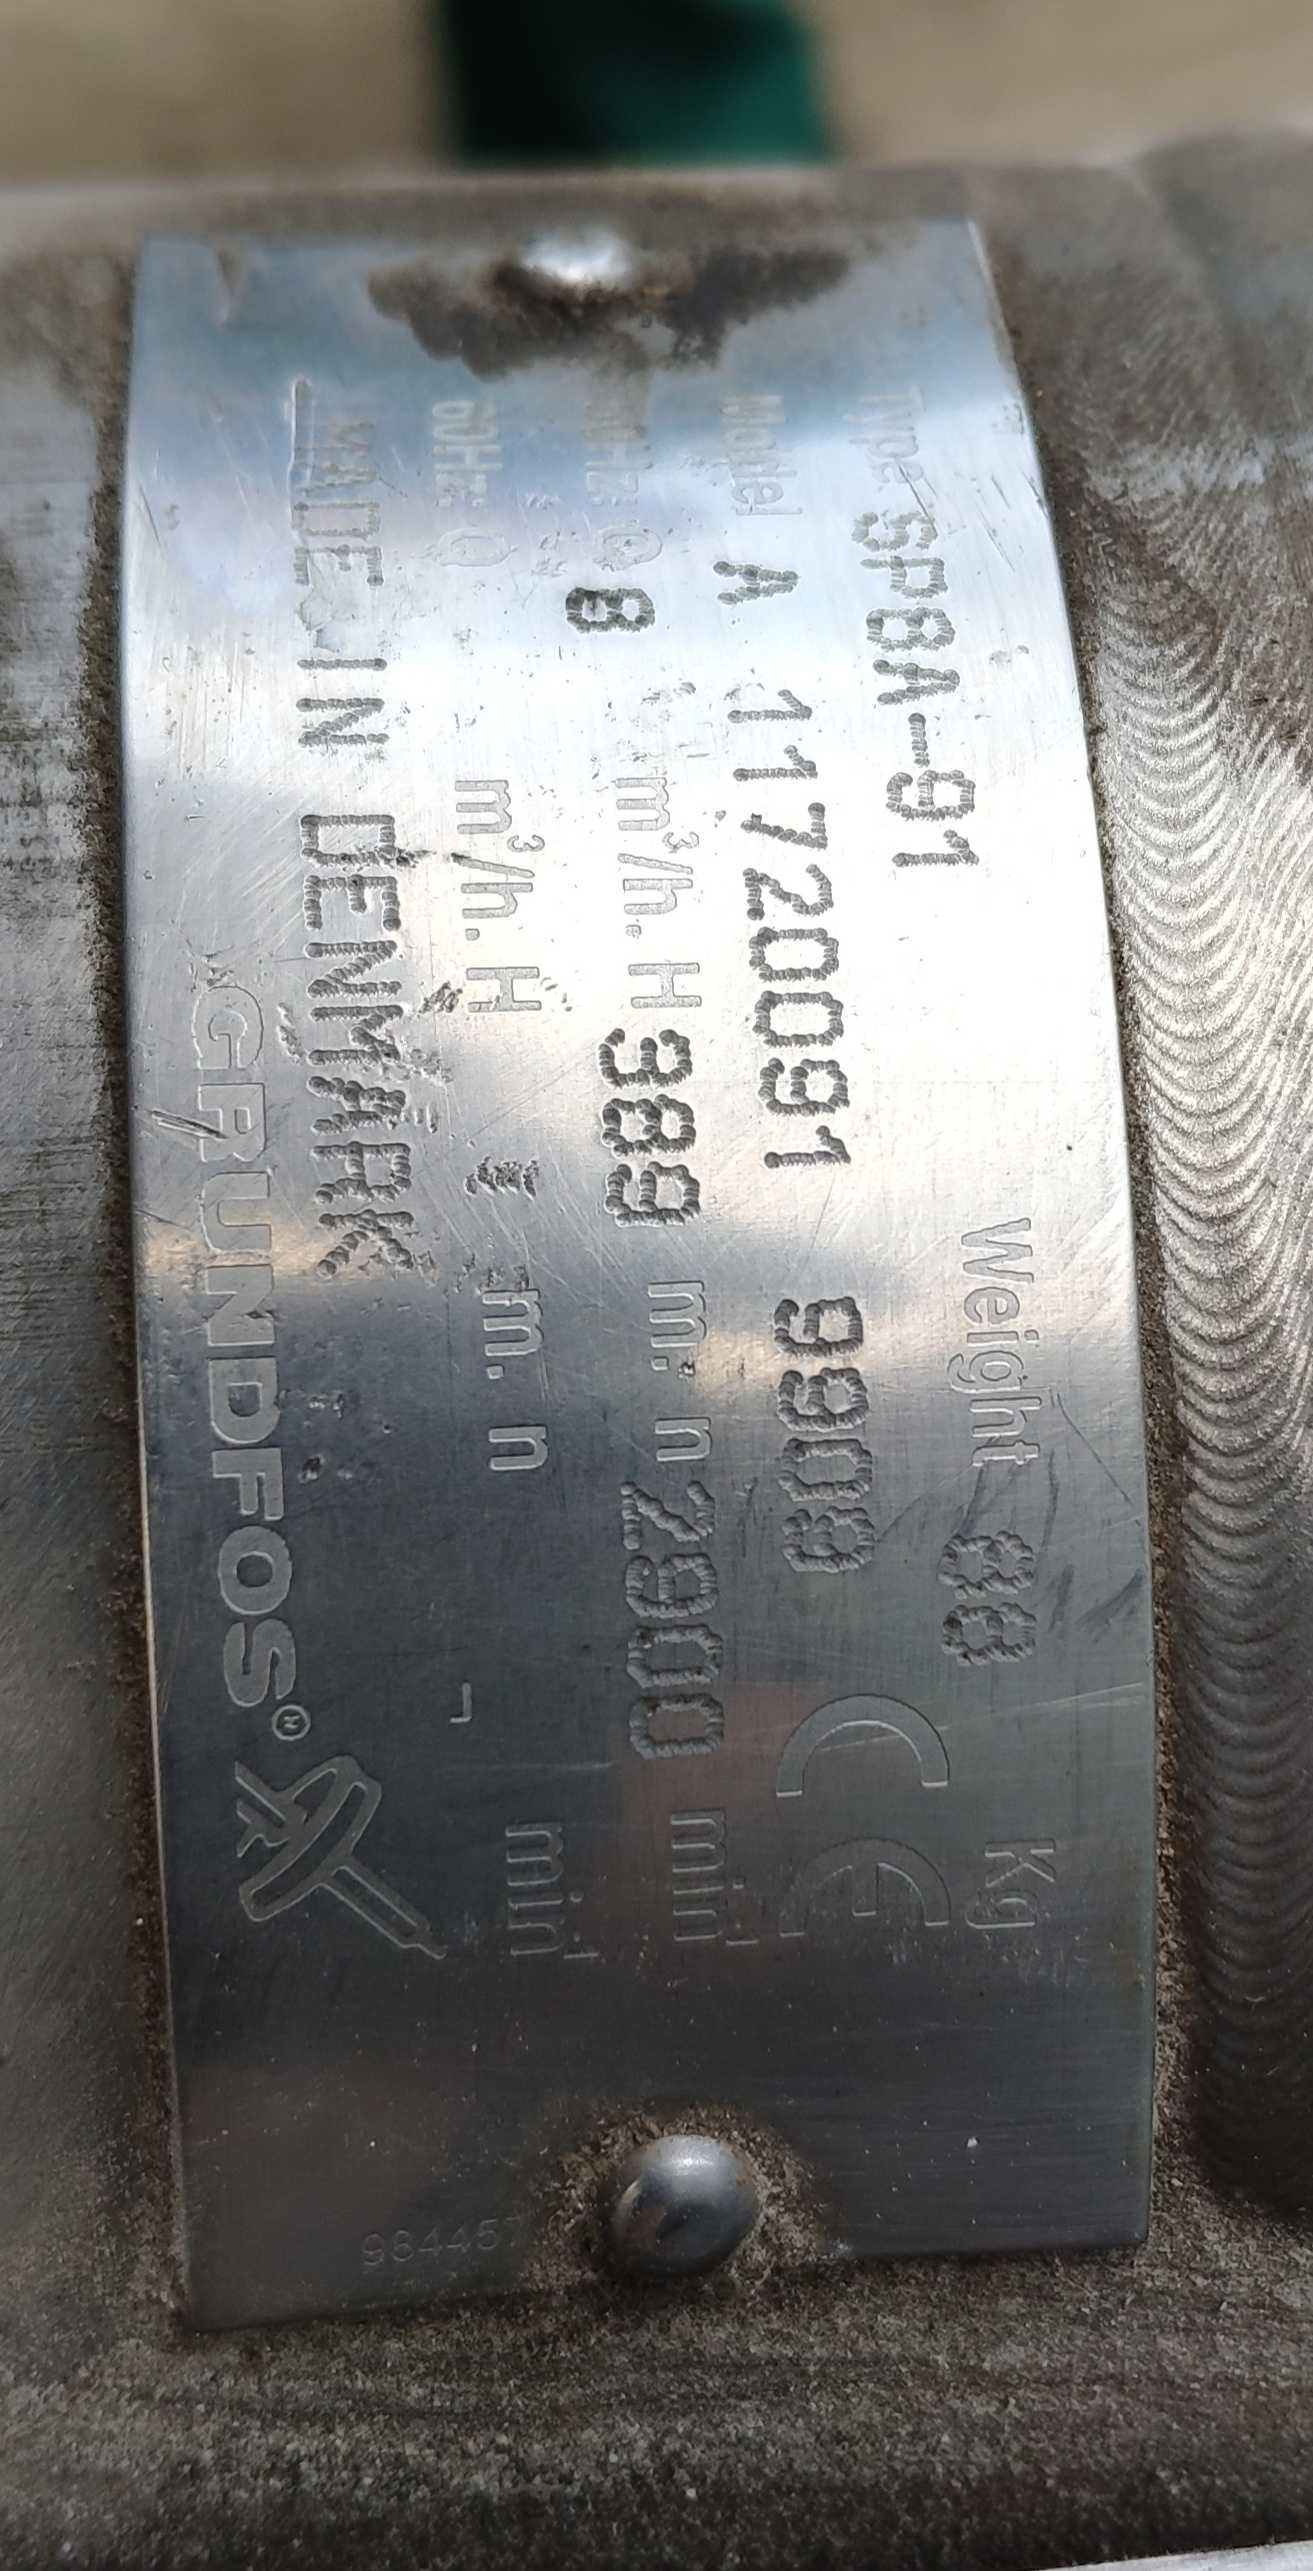 Type SP8A-91 Weight 88 Kg
Model A 11720091 9908 CE
50Hz: Q 8 m³/h. H 389 m. n 2900 min⁻¹
60Hz: Q m³/h. H m. n min⁻¹
MADE IN DENMARK
GRUNDFOS®